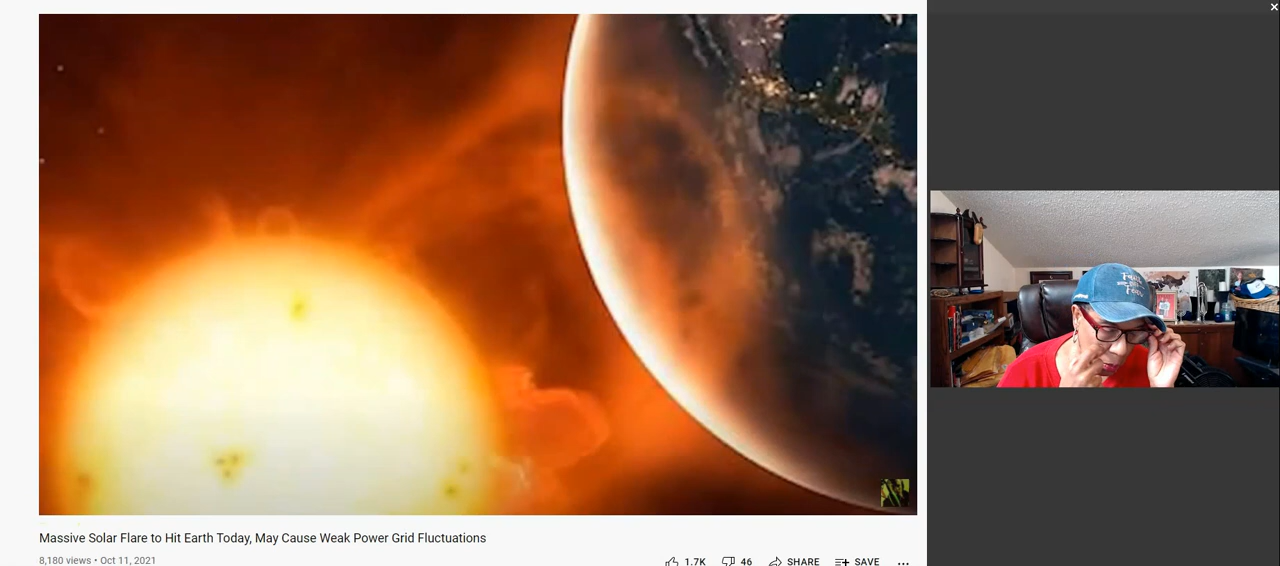 Massive Solar Flare to Hit Earth Today, May Cause Weak Power Grid Fluctuations
8,180 views • Oct 11, 2021
1.7K
46
SHARE
SAVE